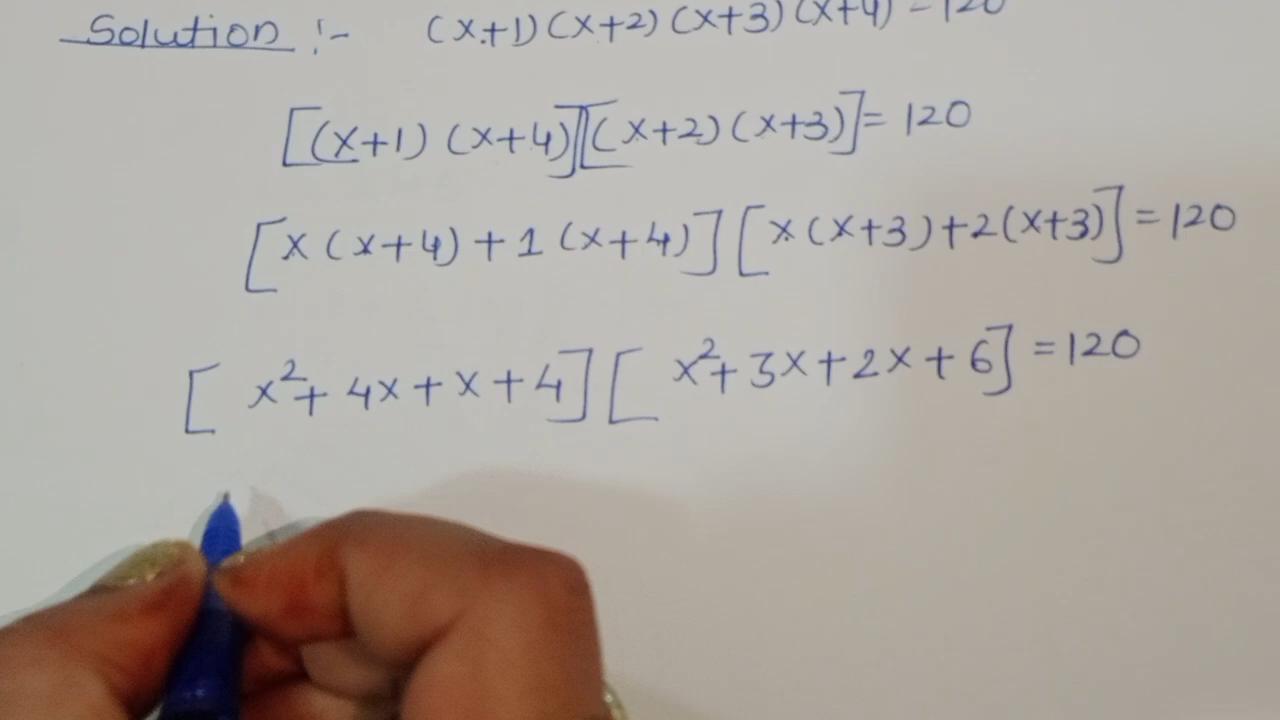 Solution :- (x+1)(x+2)(x+3)(x+4) = 120
[(x+1)(x+4)][(x+2)(x+3)] = 120
[x(x+4)+1(x+4)][x(x+3)+2(x+3)] = 120
[x²+4x+x+4][x²+3x+2x+6] = 120